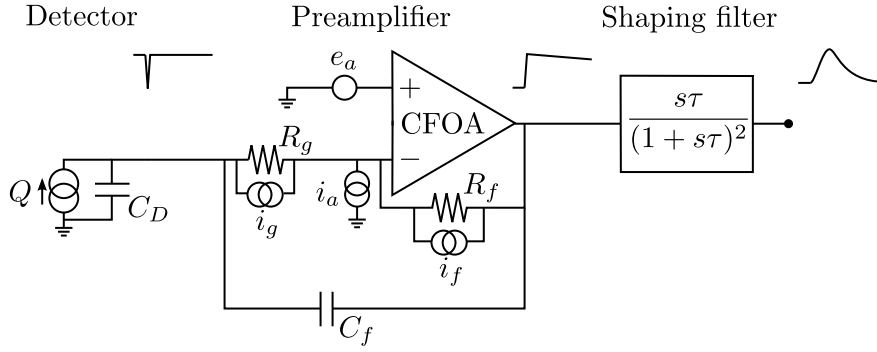 Detector Preamplifier Shaping filter
e_a
+
CFOA
−
sτ
(1 + sτ)^2
R_g
i_g
i_a
R_f
i_f
Q
C_D
C_f